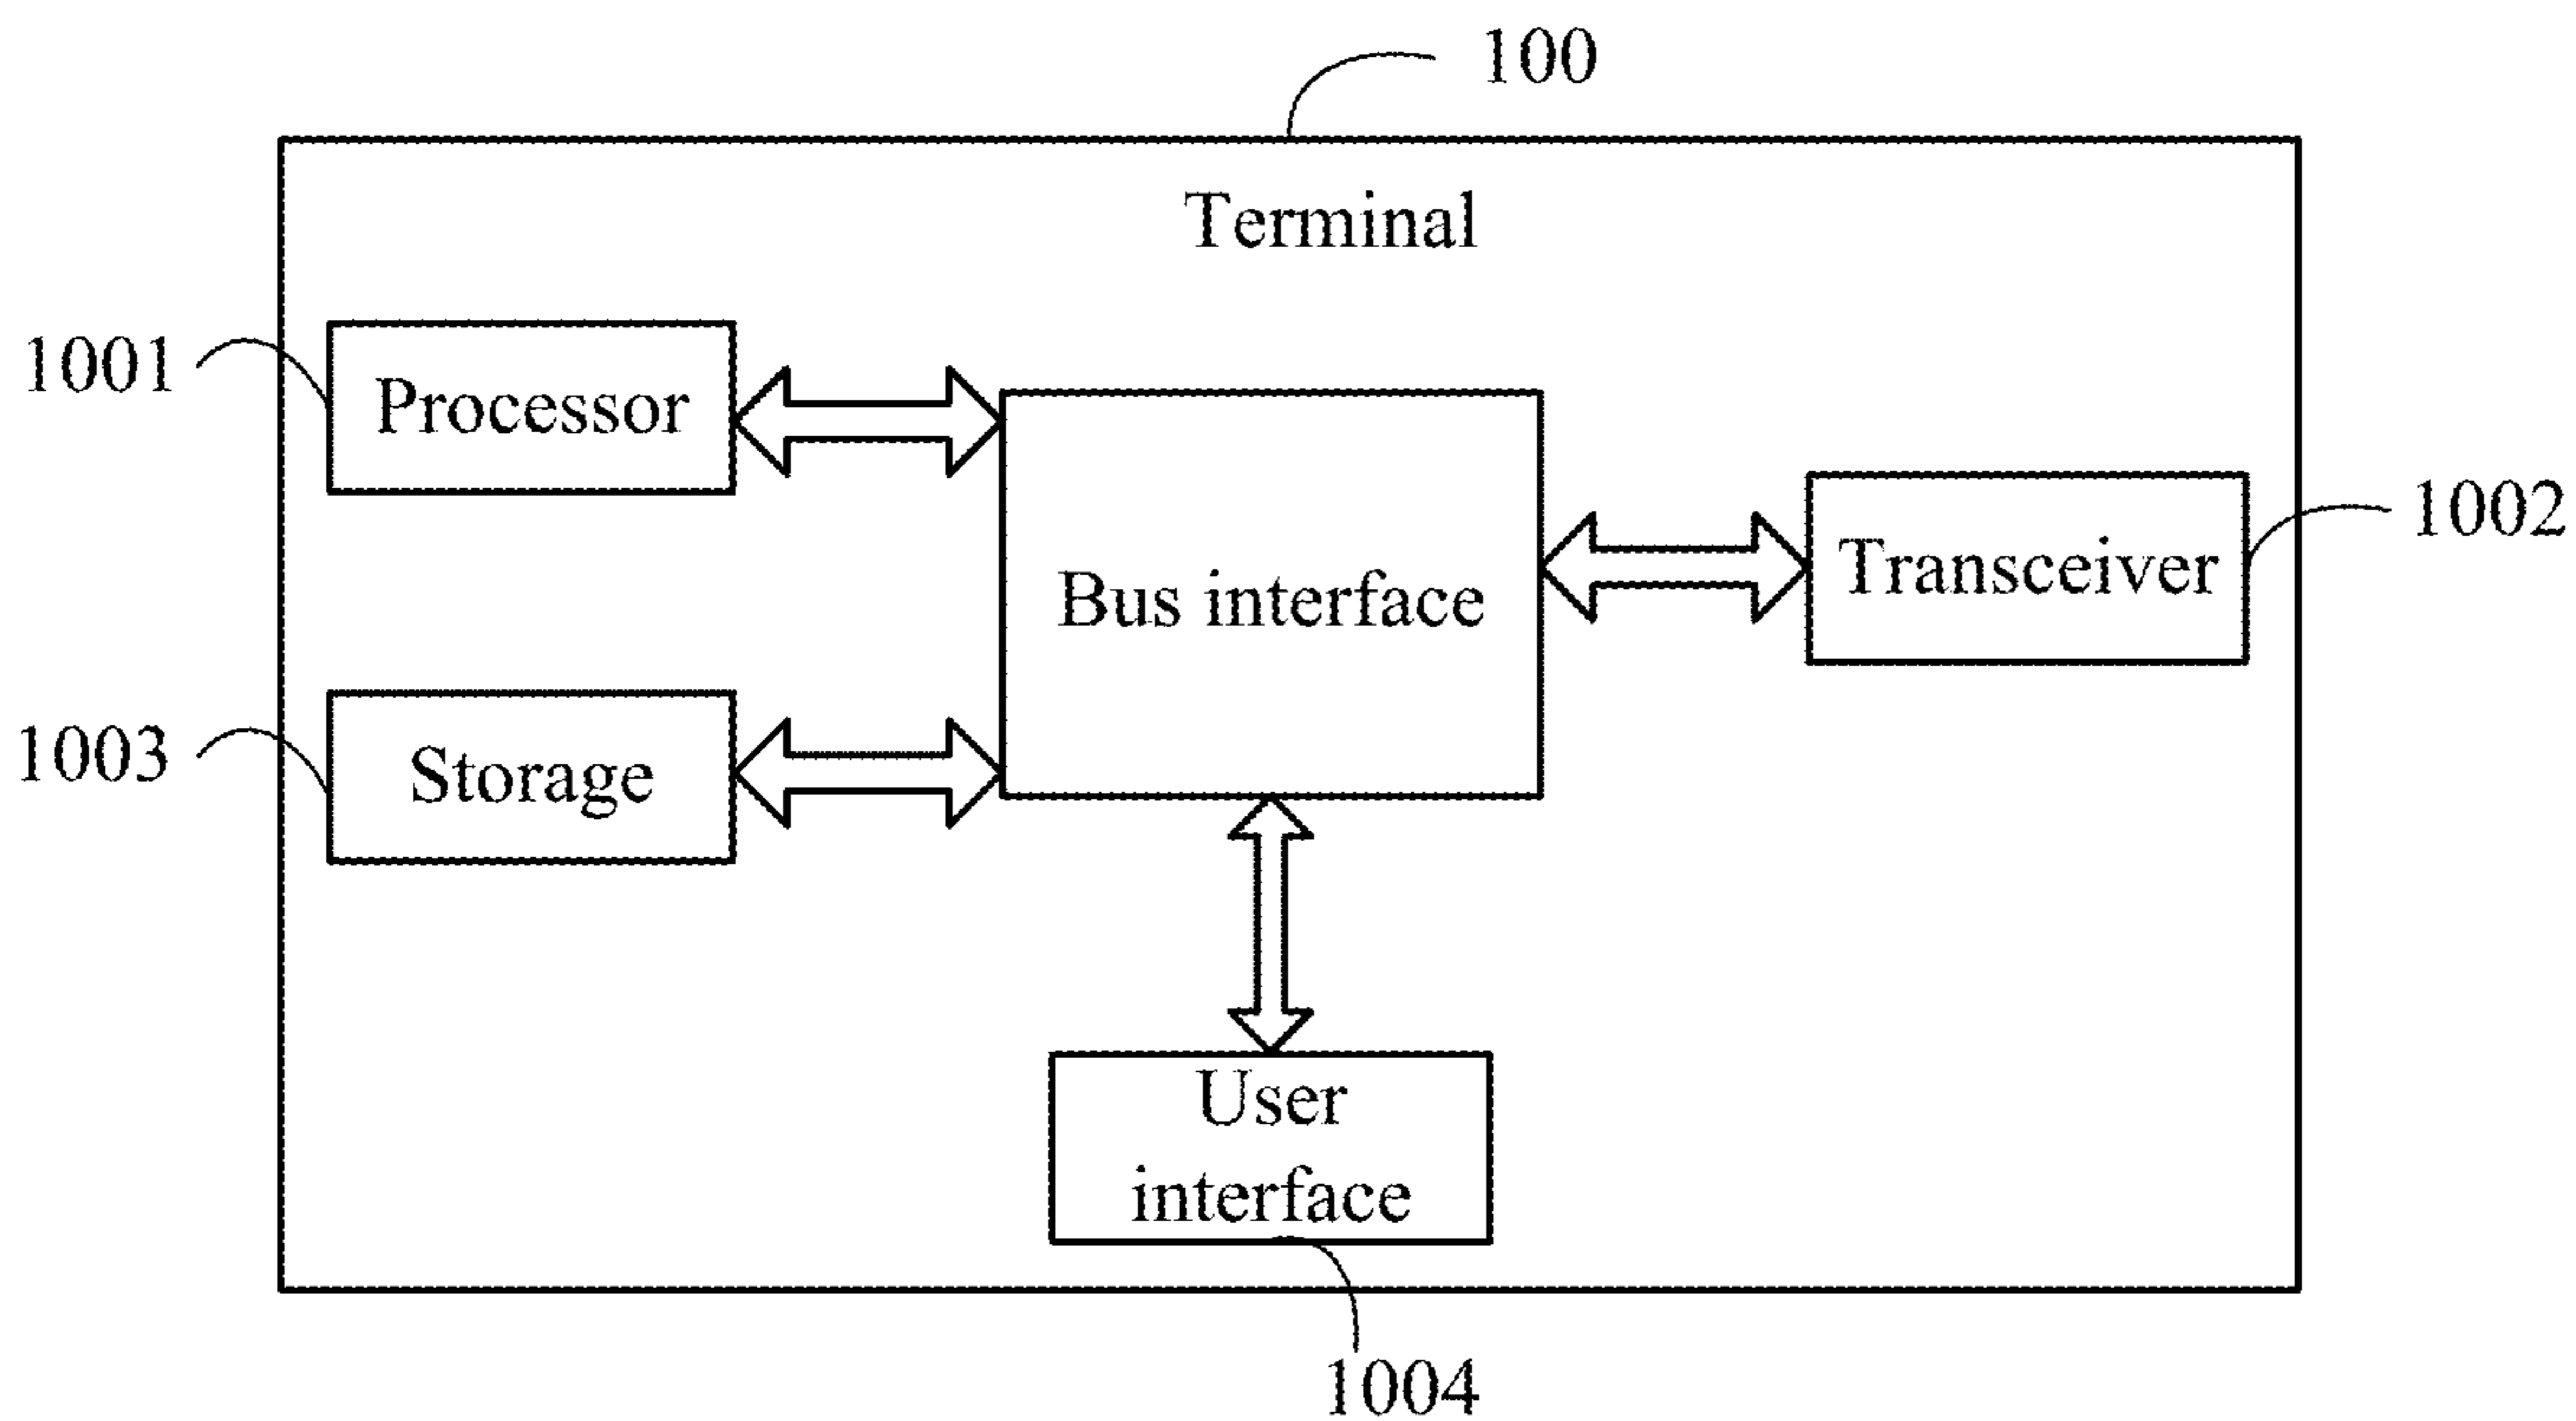 100
Terminal
1001
Processor
Bus interface
Transceiver
1002
1003
Storage
User
interface
1004